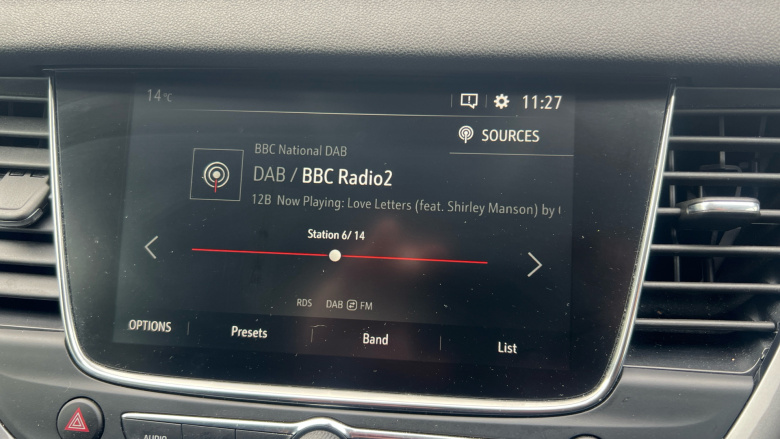 14°C 11:27
SOURCES
BBC National DAB
DAB / BBC Radio2
12B Now Playing: Love Letters (feat. Shirley Manson) by
Station 6/ 14
RDS DAB FM
OPTIONS Presets Band List
AUDIO